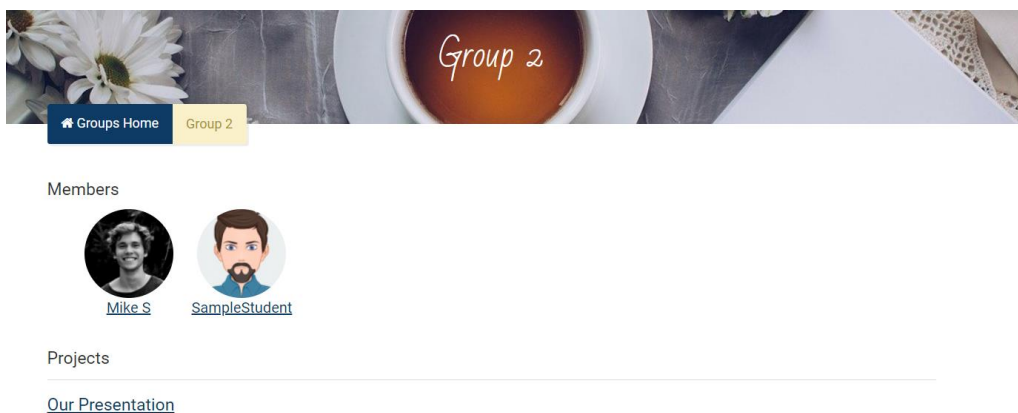 Group 2
Groups Home Group 2
Members
Mike S SampleStudent
Projects
Our Presentation